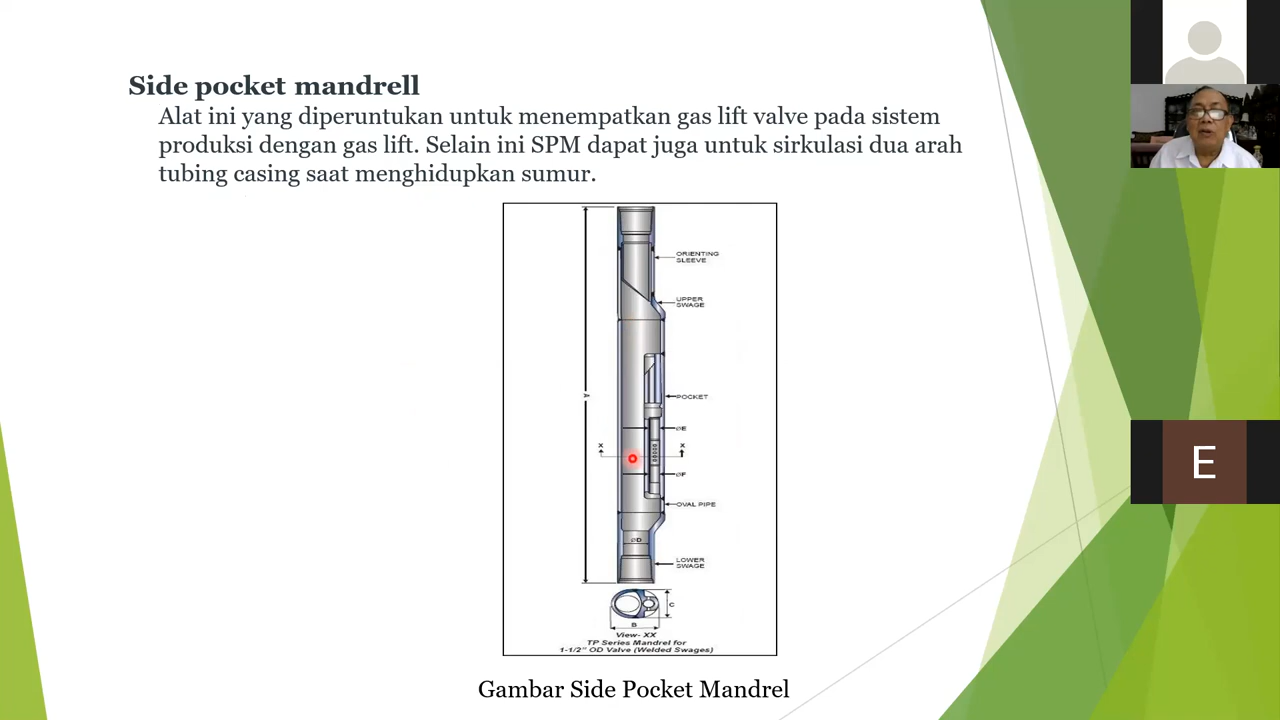 Side pocket mandrell
Alat ini yang diperuntukan untuk menempatkan gas lift valve pada sistem
produksi dengan gas lift. Selain ini SPM dapat juga untuk sirkulasi dua arah
tubing casing saat menghidupkan sumur.
ORIENTING
SLEEVE
UPPER
SWAGE
A
POCKET
ØE
X
X
ØF
OVAL PIPE
ØD
LOWER
SWAGE
C
B
View- XX
TP Series Mandrel for
1-1/2" OD Valve (Welded Swages)
Gambar Side Pocket Mandrel
E